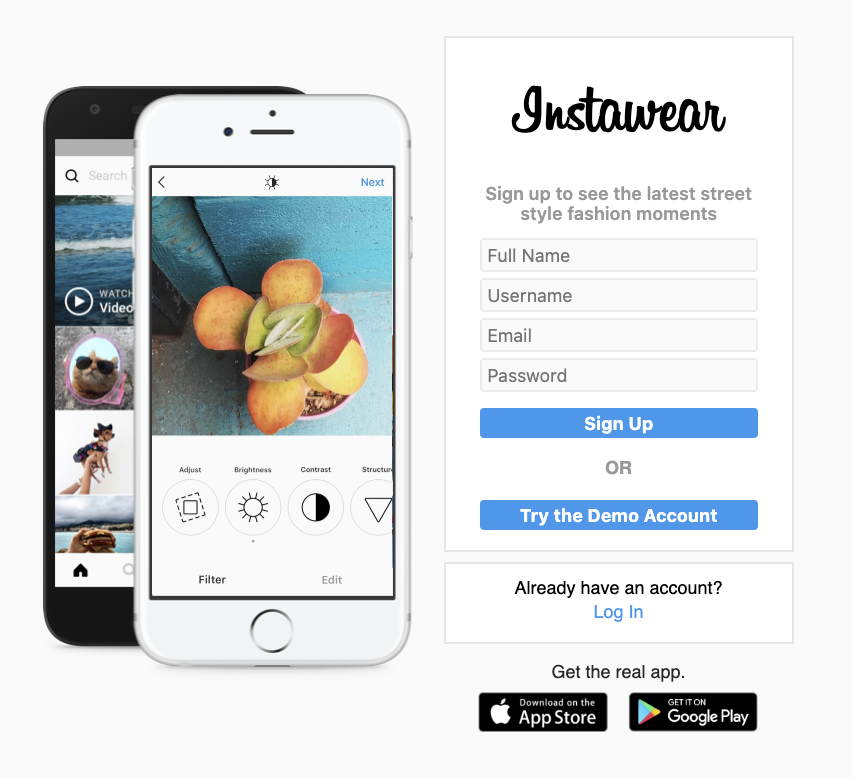 Search
WATCH
Video
Next
Adjust
Brightness
Contrast
Structure
Filter
Edit
Instawear
Sign up to see the latest street
style fashion moments
Full Name
Username
Email
Password
Sign Up
OR
Try the Demo Account
Already have an account?
Log In
Get the real app.
Download on the
App Store
GET IT ON
Google Play